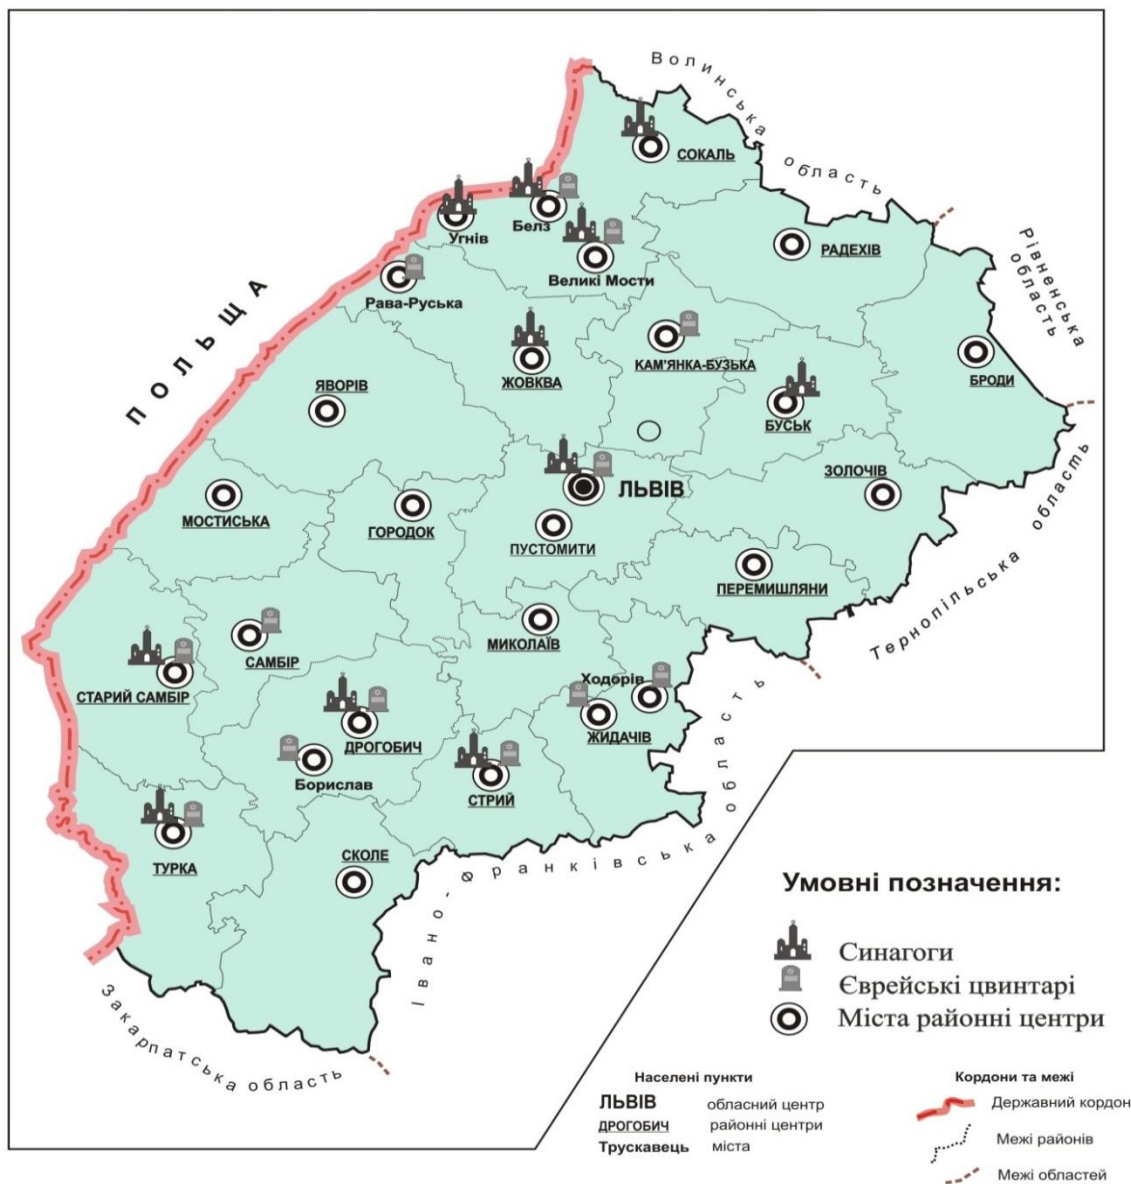 Волинська область
СОКАЛЬ
Белз
Угнів
РАДЕХІВ
Рівненська
область
Великі Мости
Рава-Руська
ПОЛЬЩА
КАМ'ЯНКА-БУЗЬКА
ЖОВКВА
ЯВОРІВ
БРОДИ
БУСЬК
ЗОЛОЧІВ
ЛЬВІВ
МОСТИСЬКА
ГОРОДОК
ПУСТОМИТИ
Тернопільська область
ПЕРЕМИШЛЯНИ
МИКОЛАЇВ
САМБІР
Ходорів
СТАРИЙ САМБІР
ЖИДАЧІВ
ДРОГОБИЧ
Борислав
СТРИЙ
ТУРКА
СКОЛЕ
Івано-Франківська область
Закарпатська область
Умовні позначення:
Синагоги
Єврейські цвинтарі
Міста районні центри
Населені пункти
ЛЬВІВ обласний центр
ДРОГОБИЧ районні центри
Трускавець міста
Кордони та межі
Державний кордон
Межі районів
Межі областей